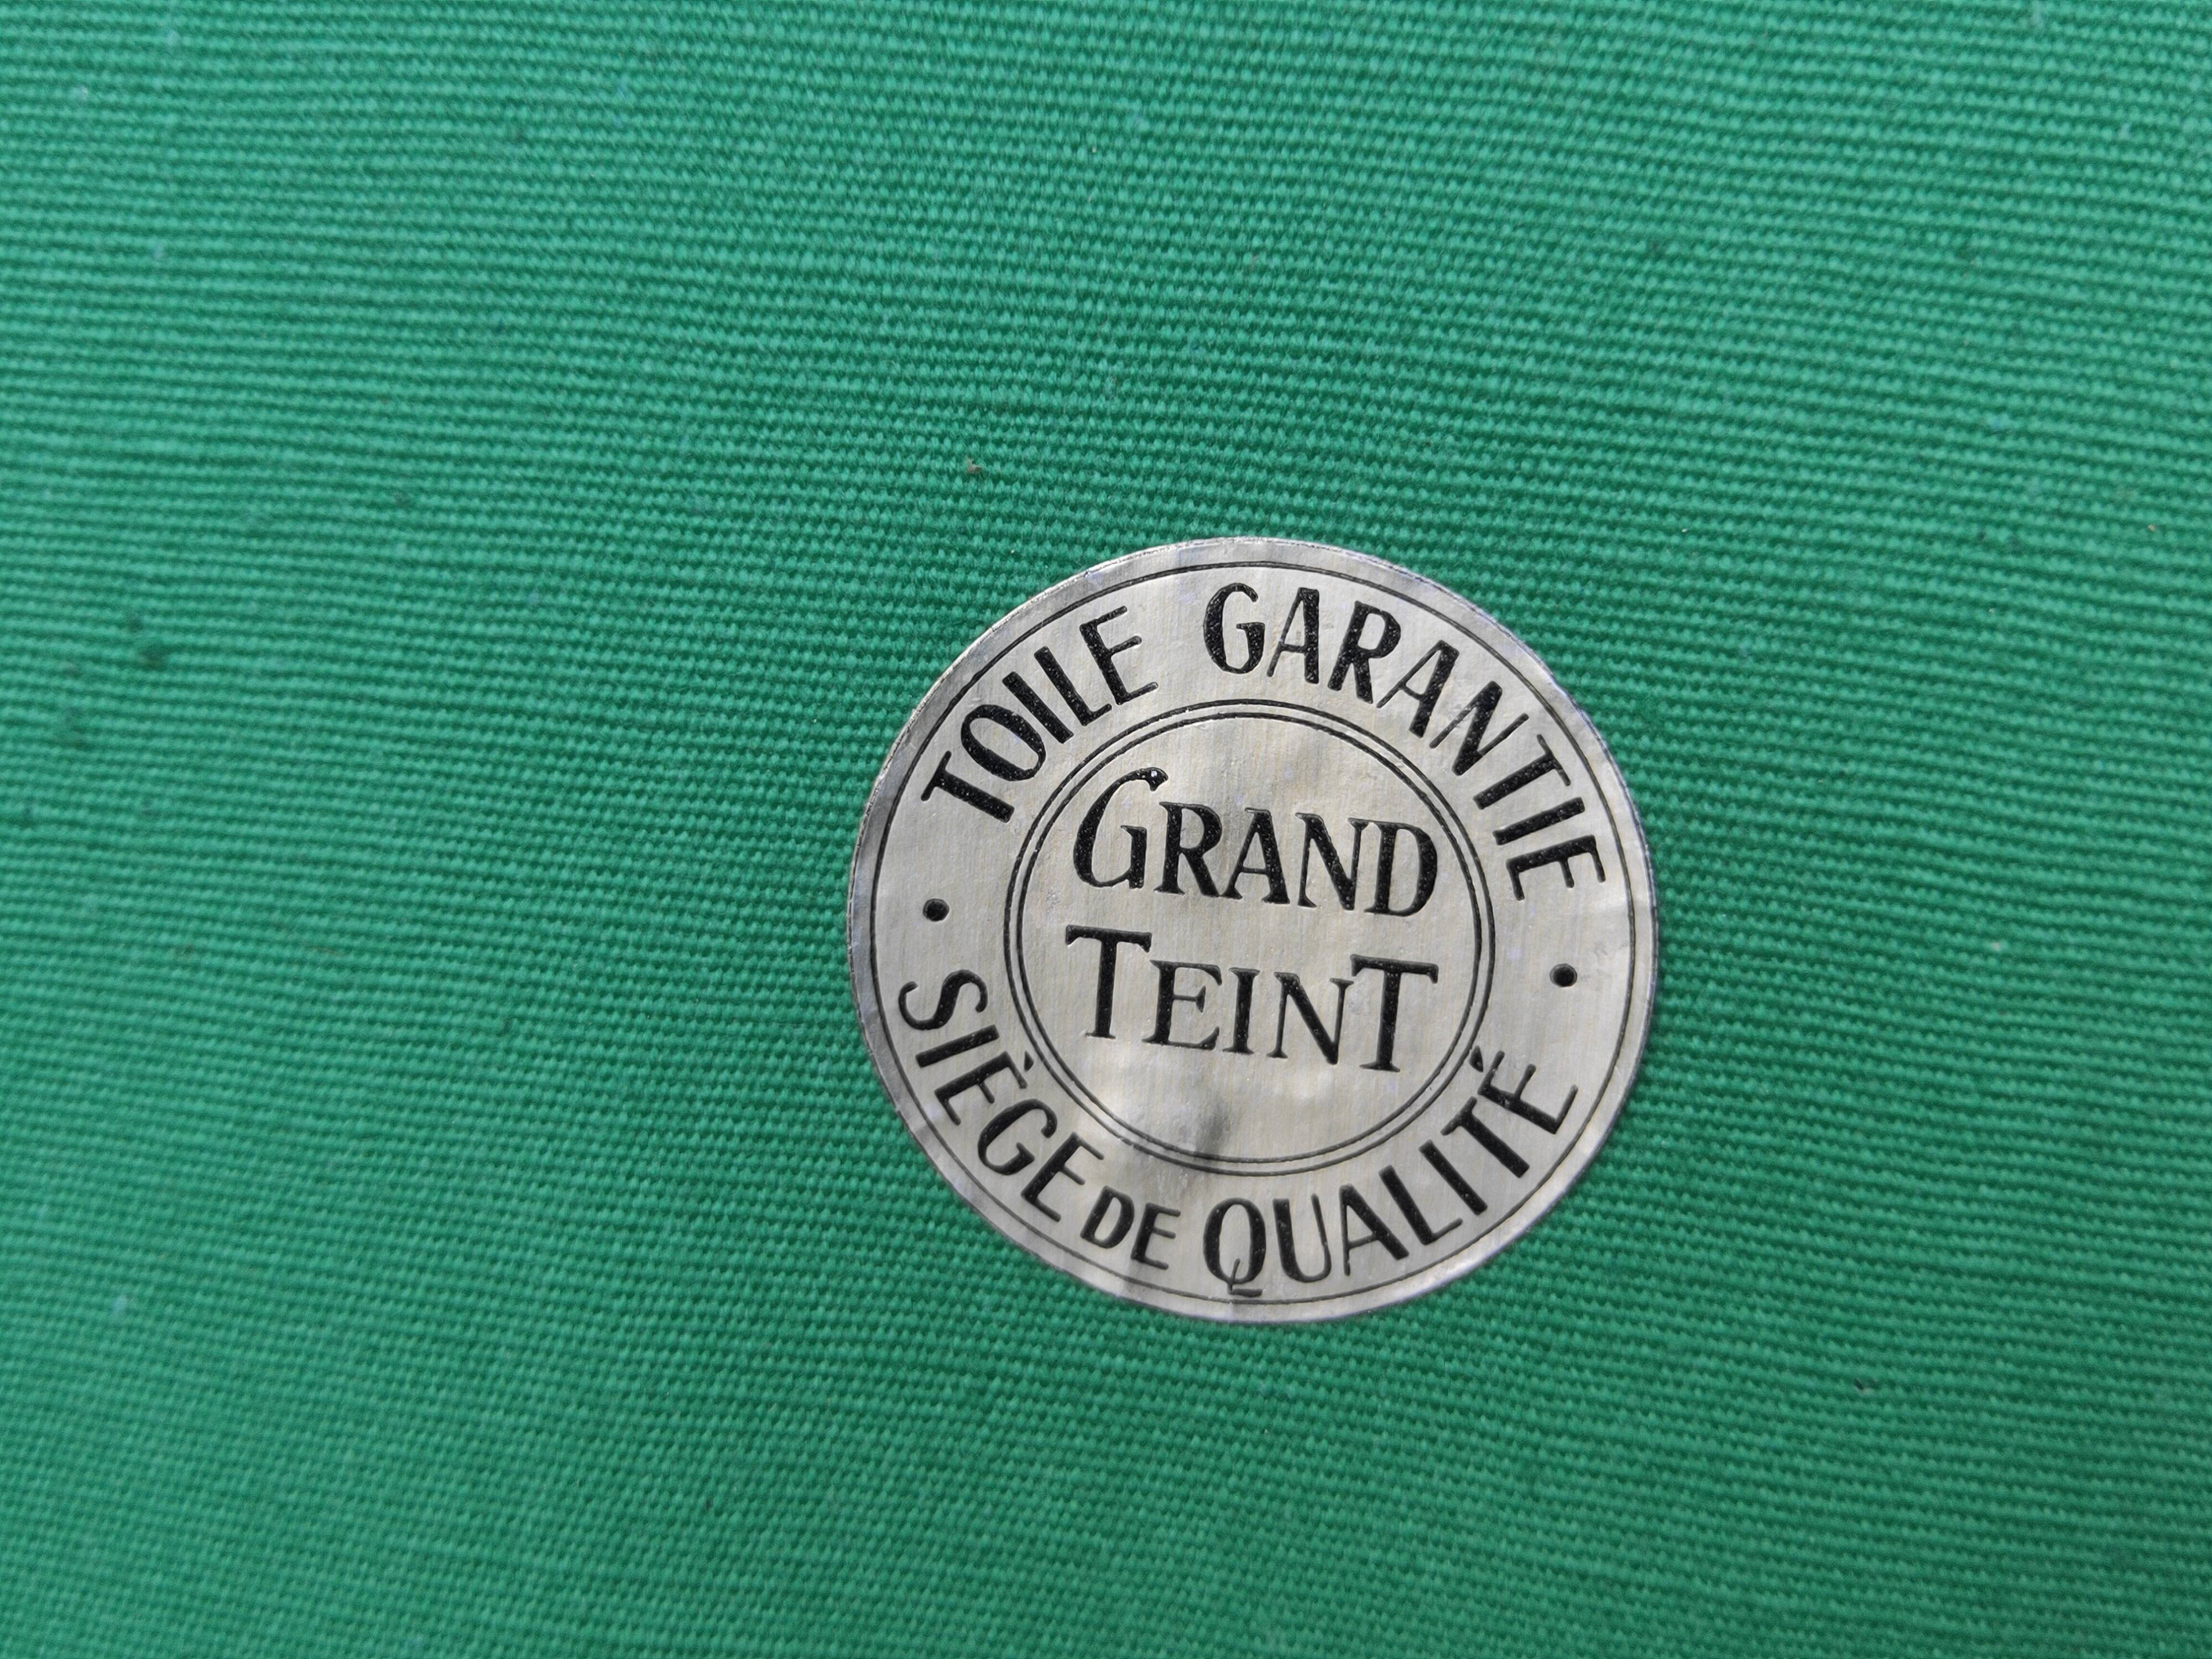 TOILE GARANTIE
GRAND
TEINT
SIÈGE DE QUALITÉ